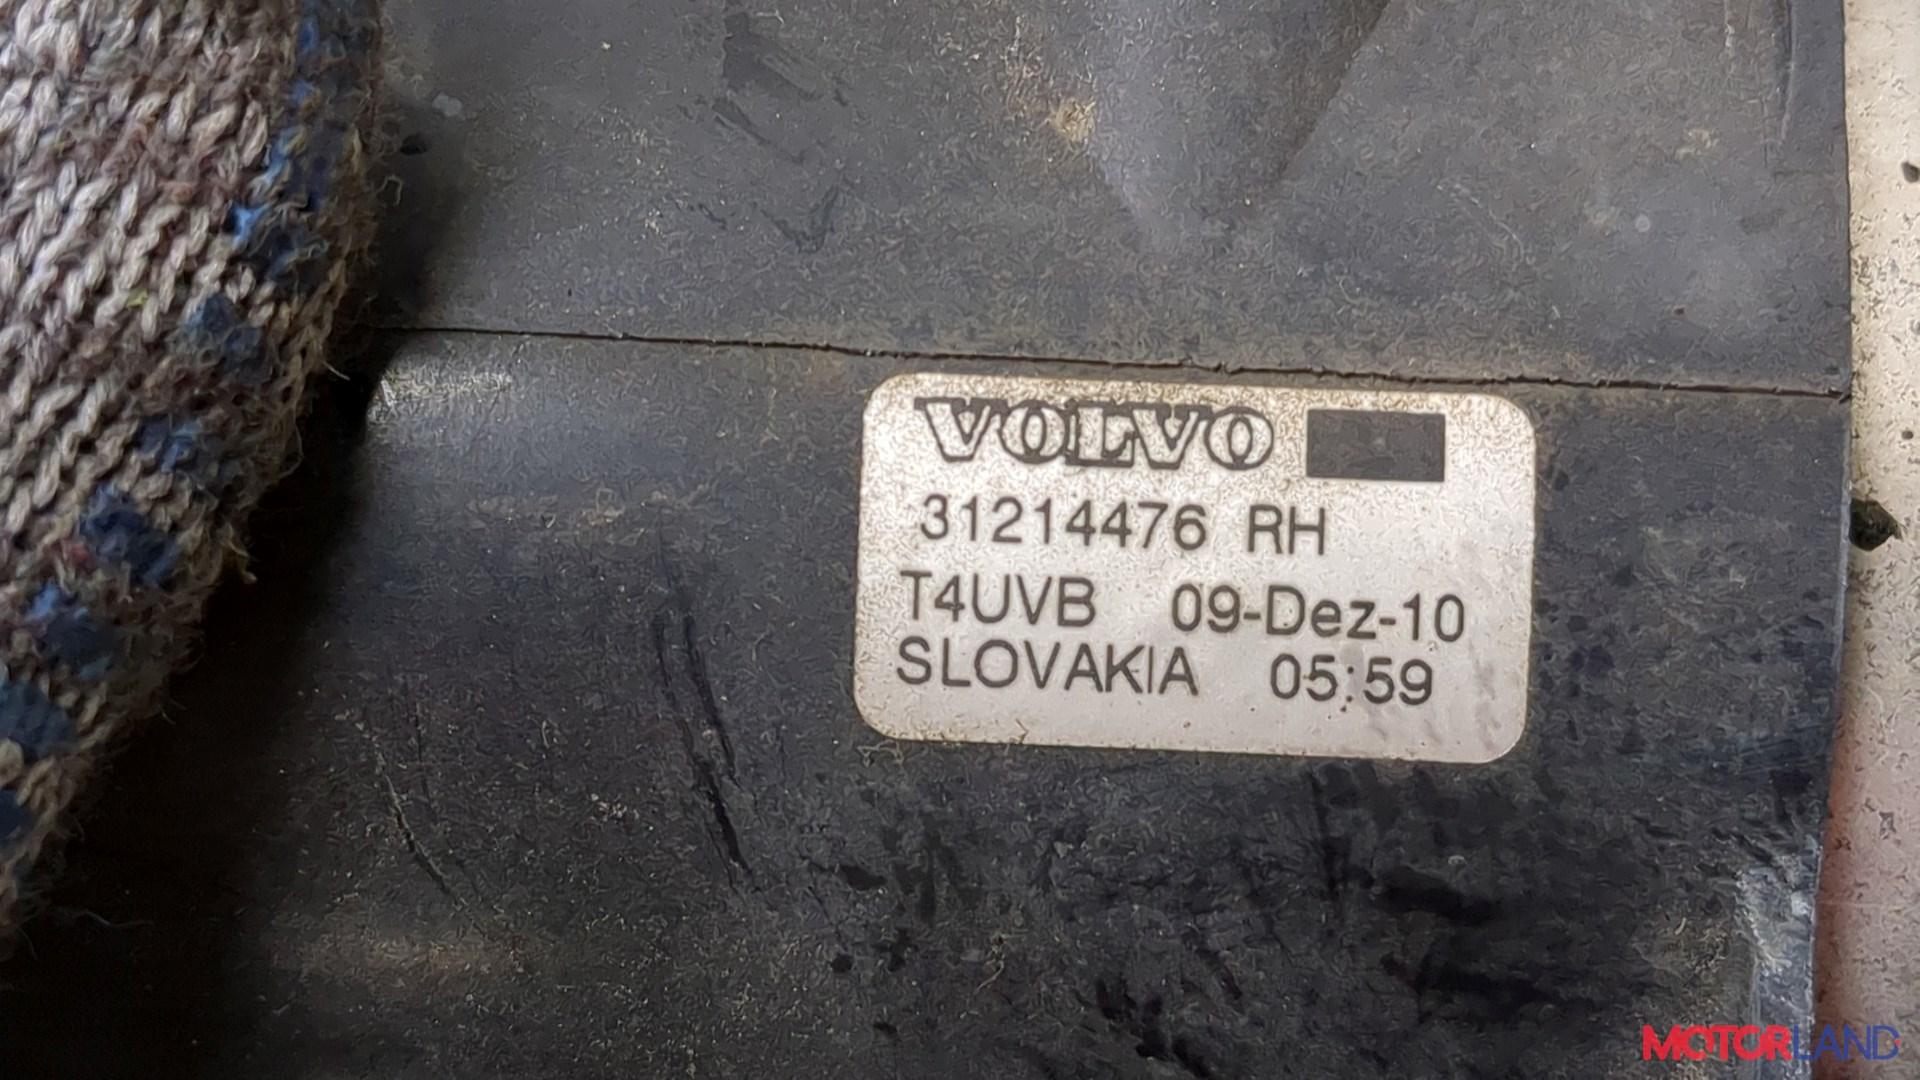 VOLVO
31214476 RH
T4UVB 09-Dez-10
SLOVAKIA 05:59
MOTORLAND